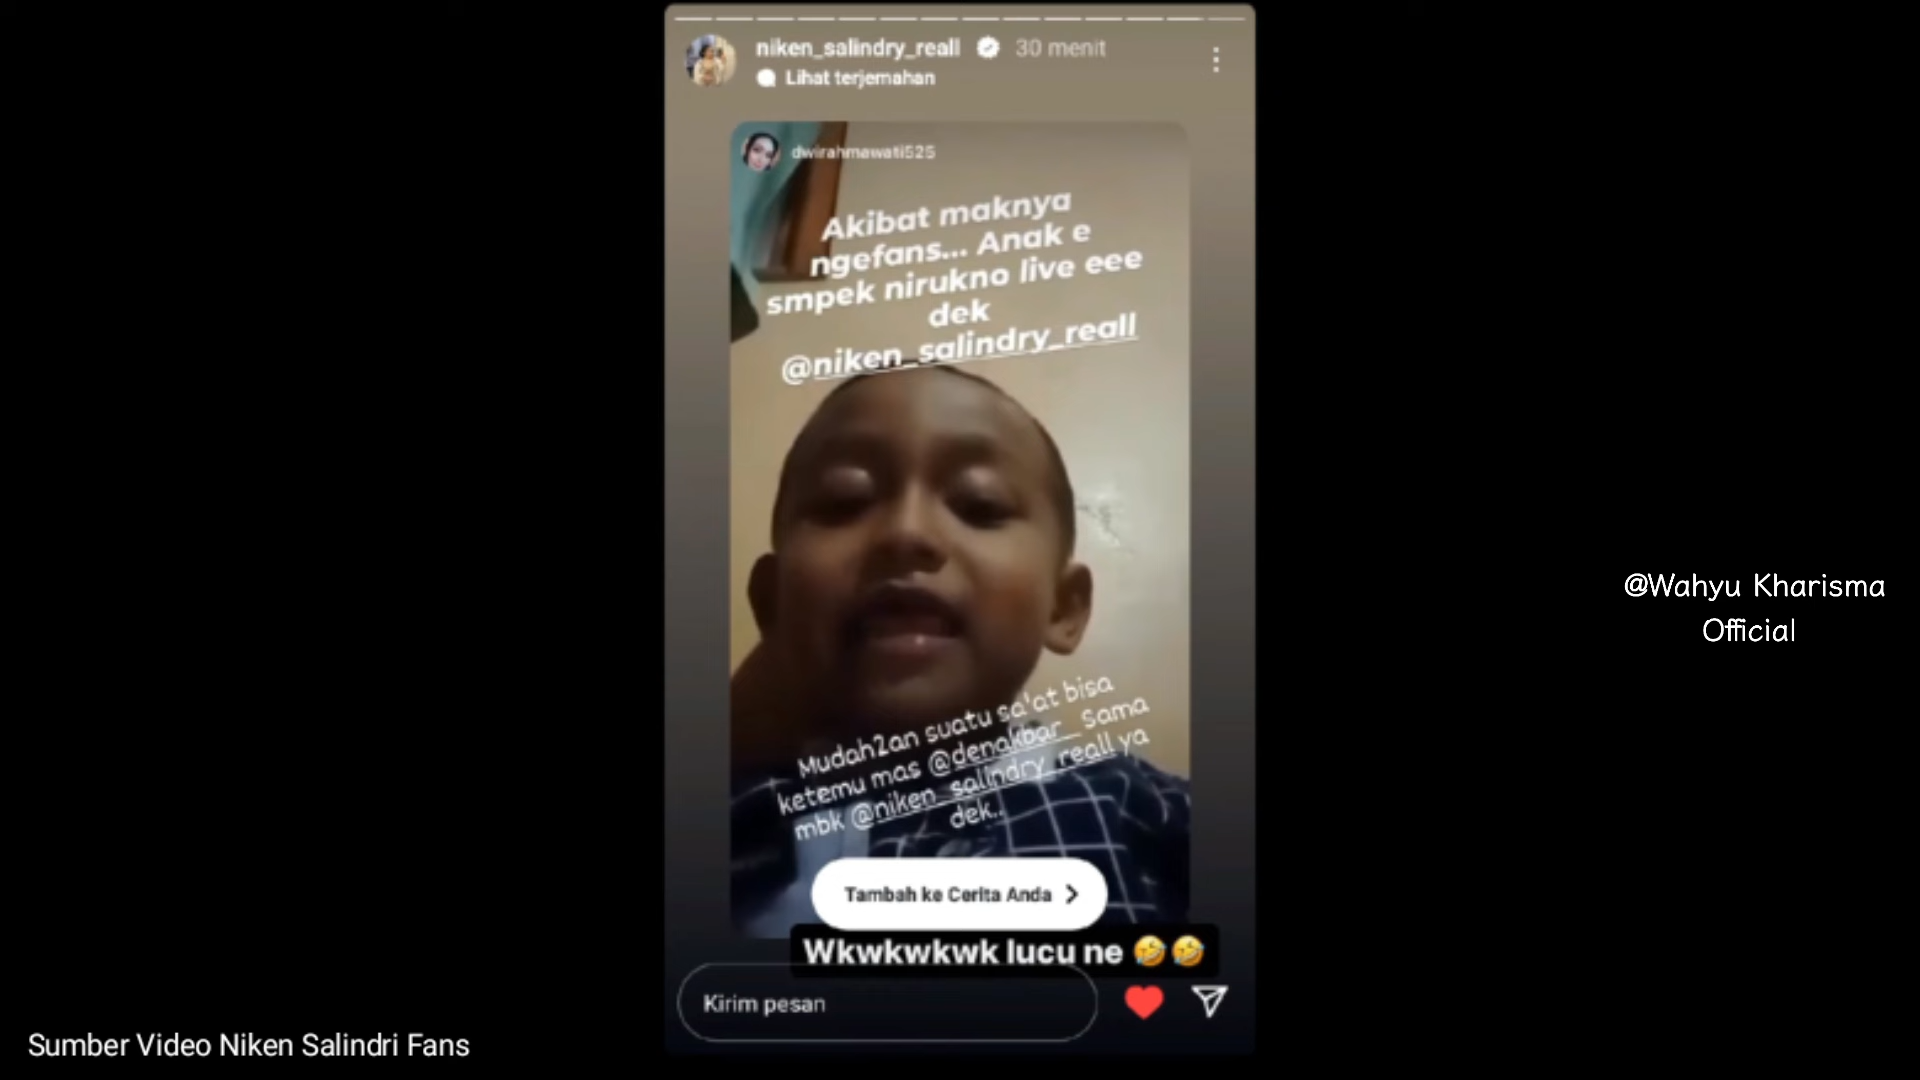 niken_salindry_reall 30 menit
Lihat terjemahan
dwirahmawati525
Akibat maknya
ngefans... Anak e
smpek nirukno live eee
dek
@niken_salindry_reall
Mudah2an suatu sa'at bisa
ketemu mas @denakbar_ Sama
mbk @niken_salindry_reall ya
dek..
Tambah ke Cerita Anda
Wkwkwkwk lucu ne 🤣🤣
Kirim pesan
@Wahyu Kharisma
Official
Sumber Video Niken Salindri Fans